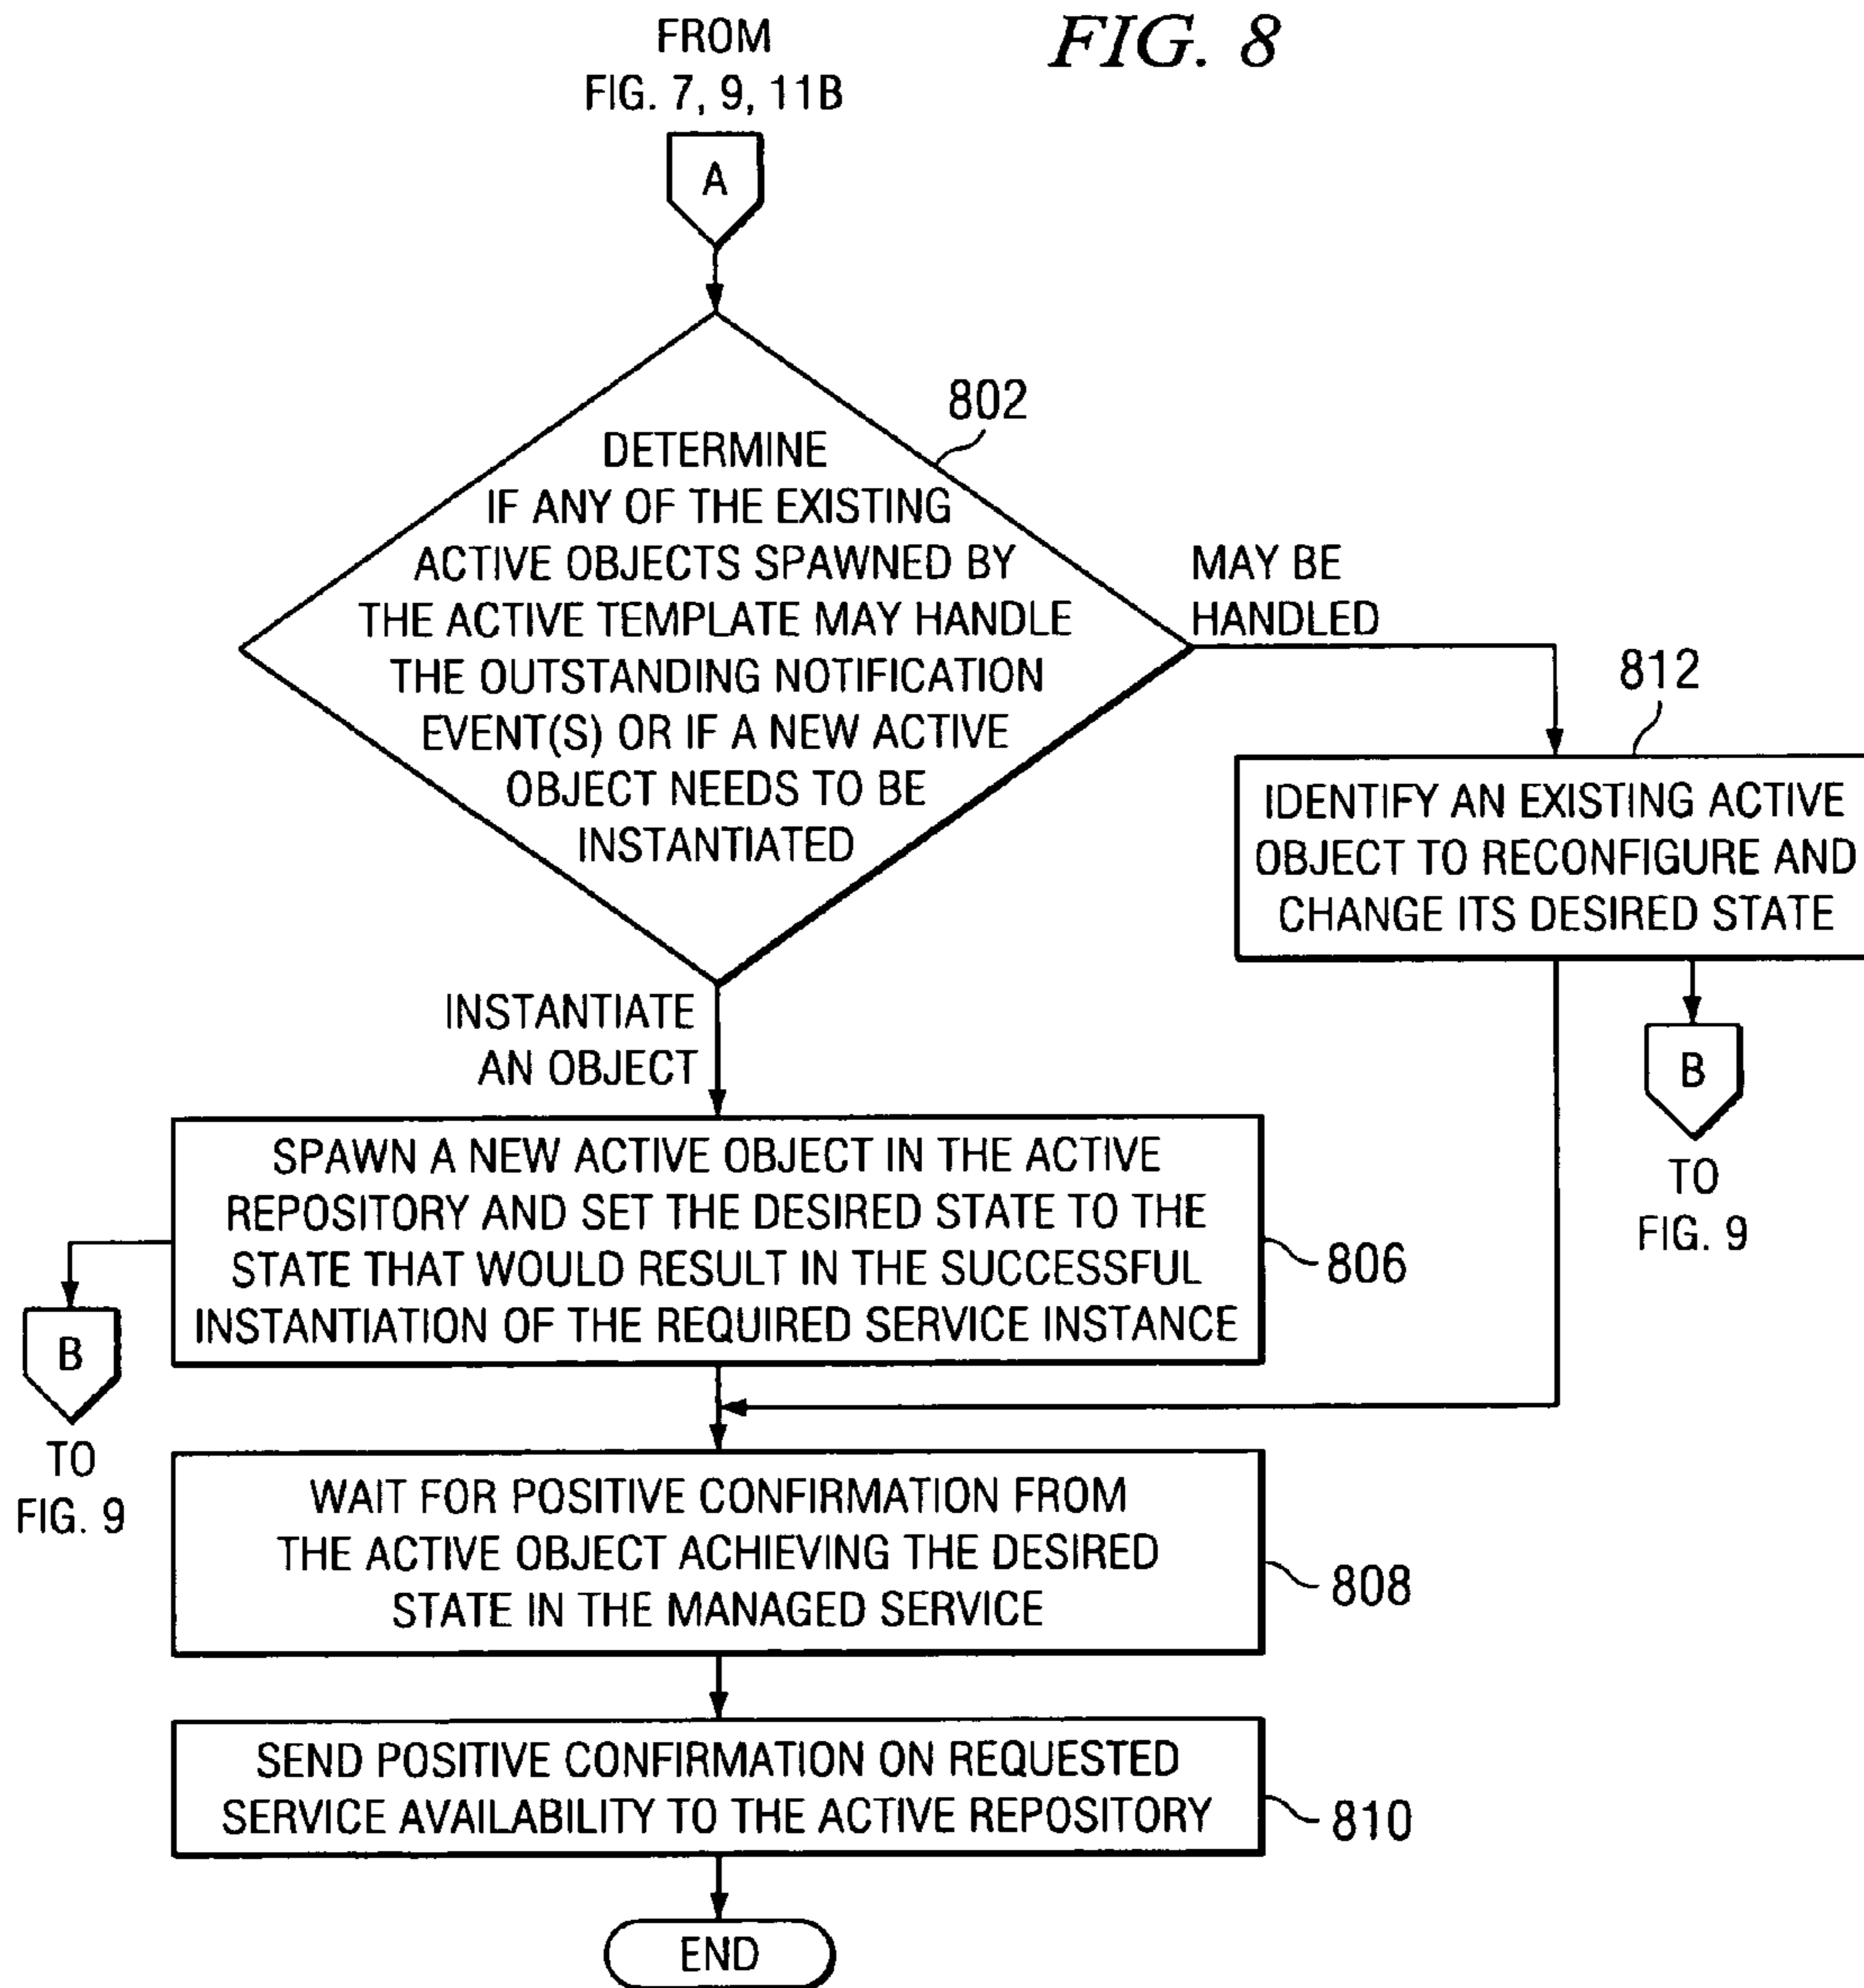 FROM
FIG. 7, 9, 11B
FIG. 8
A
802
DETERMINE
IF ANY OF THE EXISTING
ACTIVE OBJECTS SPAWNED BY
THE ACTIVE TEMPLATE MAY HANDLE
THE OUTSTANDING NOTIFICATION
EVENT(S) OR IF A NEW ACTIVE
OBJECT NEEDS TO BE
INSTANTIATED
MAY BE
HANDLED
812
IDENTIFY AN EXISTING ACTIVE
OBJECT TO RECONFIGURE AND
CHANGE ITS DESIRED STATE
B
TO
FIG. 9
INSTANTIATE
AN OBJECT
SPAWN A NEW ACTIVE OBJECT IN THE ACTIVE
REPOSITORY AND SET THE DESIRED STATE TO THE
STATE THAT WOULD RESULT IN THE SUCCESSFUL
INSTANTIATION OF THE REQUIRED SERVICE INSTANCE
806
B
TO
FIG. 9
WAIT FOR POSITIVE CONFIRMATION FROM
THE ACTIVE OBJECT ACHIEVING THE DESIRED
STATE IN THE MANAGED SERVICE
808
SEND POSITIVE CONFIRMATION ON REQUESTED
SERVICE AVAILABILITY TO THE ACTIVE REPOSITORY
810
END